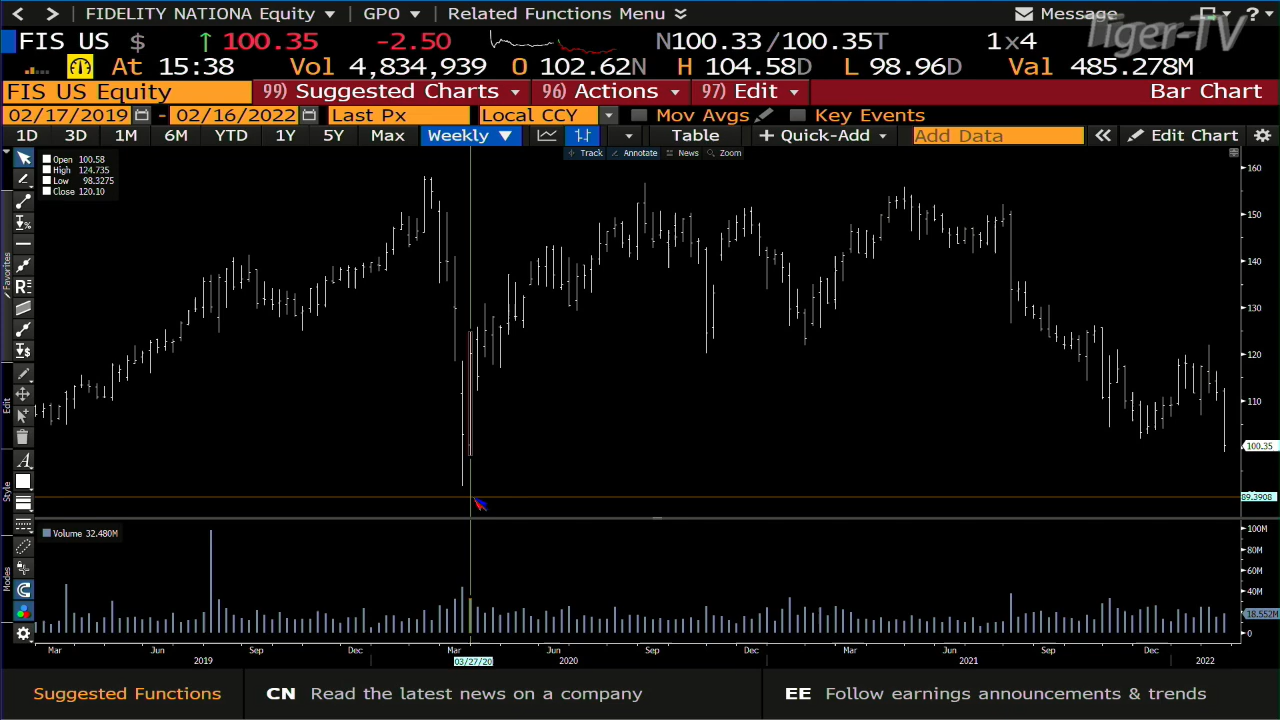 < > FIDELITY NATIONA Equity ▼ GPO ▼ Related Functions Menu Message ?
Tiger-TV
FIS US $ ↑ 100.35 -2.50 N100.33/100.35T 1x4
At 15:38 Vol 4,834,939 O 102.62N H 104.58D L 98.96D Val 485.278M
FIS US Equity 99) Suggested Charts 96) Actions 97) Edit Bar Chart
02/17/2019 - 02/16/2022 Last Px Local CCY Mov Avgs Key Events
1D 3D 1M 6M YTD 1Y 5Y Max Weekly ▼ Table + Quick-Add Add Data « Edit Chart
Track Annotate News Zoom
Open 100.58
High 124.735
Low 98.3275
Close 120.10
Favorites
Edit
Style
Modes
160
150
140
130
120
110
100.35
89.3908
Volume 32.480M
100M
80M
60M
40M
18.552M
0
Mar Jun Sep Dec Mar Jun Sep Dec Mar Jun Sep Dec
2019 03/27/20 2020 2021 2022
Suggested Functions CN Read the latest news on a company EE Follow earnings announcements & trends